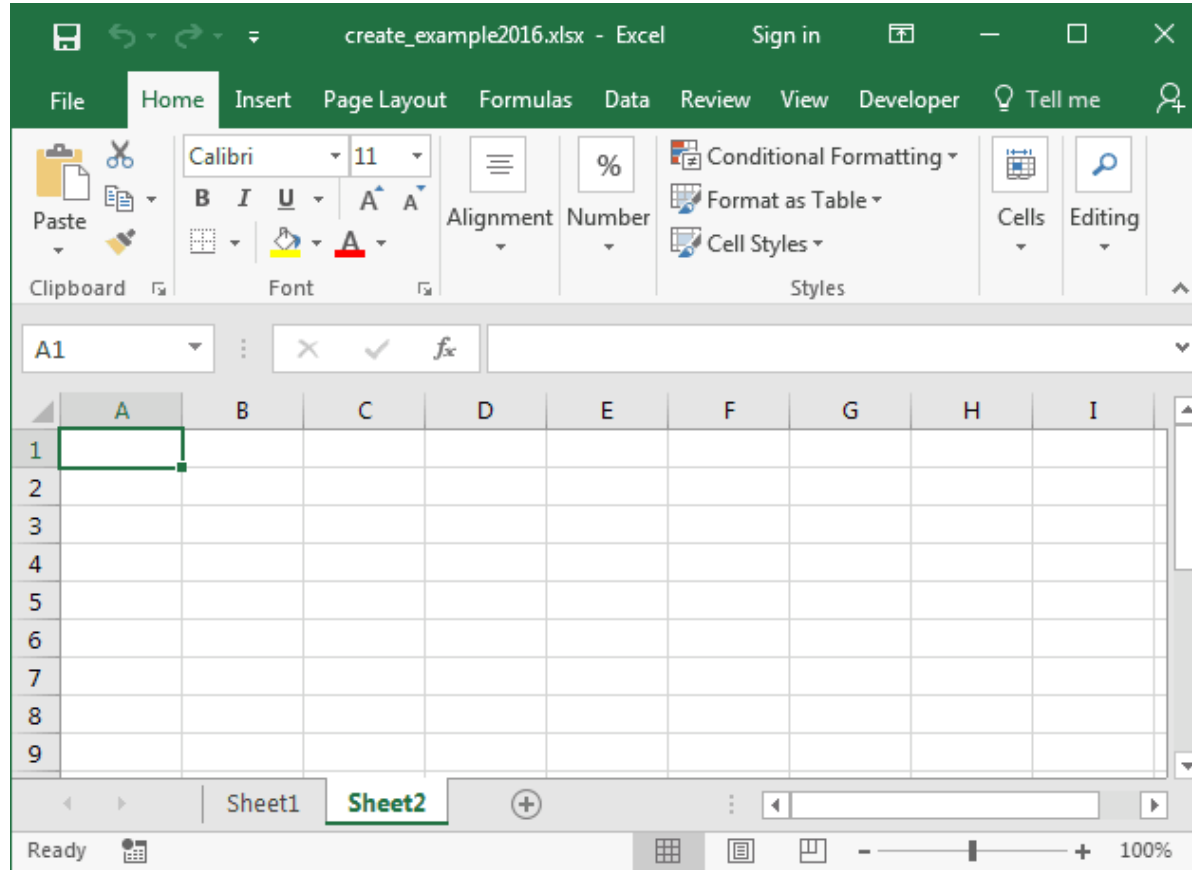 create_example2016.xlsx - Excel Sign in
File Home Insert Page Layout Formulas Data Review View Developer Tell me
Calibri 11 % Conditional Formatting
B I U A A Format as Table
Paste Alignment Number Cells Editing
A Cell Styles
Clipboard Font Styles
A1 fx
A B C D E F G H I
1
2
3
4
5
6
7
8
9
Sheet1 Sheet2
Ready 100%